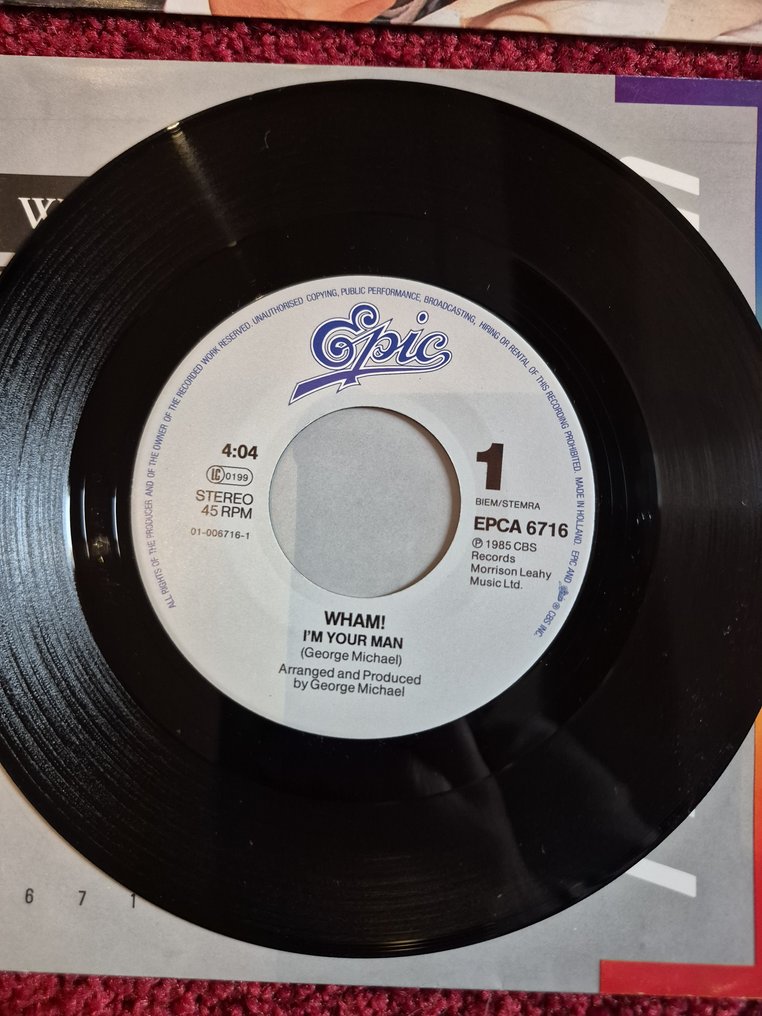 W
ALL RIGHTS OF THE PRODUCER AND OF THE OWNER OF THE RECORDED WORK RESERVED. UNAUTHORISED COPYING, PUBLIC PERFORMANCE, BROADCASTING, HIRING OR RENTAL OF THIS RECORDING PROHIBITED. MADE IN HOLLAND. EPIC AND Epic ® CBS INC.
Epic
4:04
LC 0199
STEREO
45 RPM
01-006716-1
1
BIEM/STEMRA
EPCA 6716
℗ 1985 CBS
Records
Morrison Leahy
Music Ltd.
WHAM!
I'M YOUR MAN
(George Michael)
Arranged and Produced
by George Michael
6 7 1